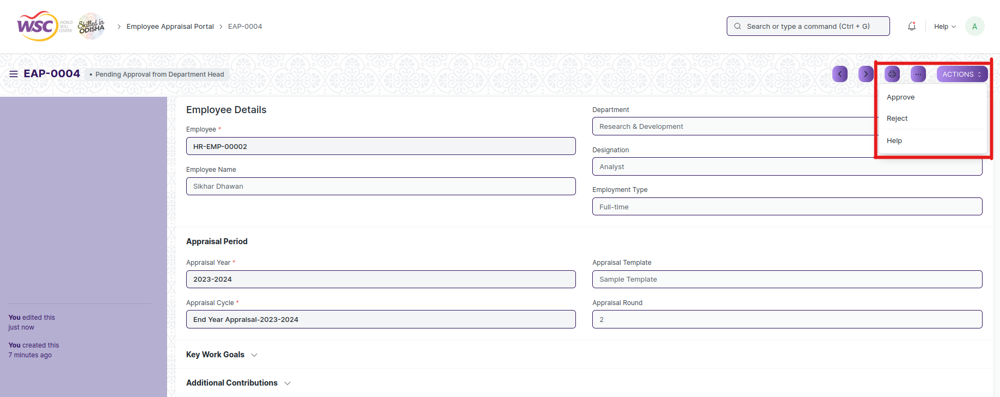 WSC WORLD SKILL CENTER Skilled in ODISHA
Employee Appraisal Portal EAP-0004
Search or type a command (Ctrl + G)
Help
A
EAP-0004
• Pending Approval from Department Head
ACTIONS
Approve
Reject
Help
Employee Details
Employee *
HR-EMP-00002
Employee Name
Sikhar Dhawan
Department
Research & Development
Designation
Analyst
Employment Type
Full-time
Appraisal Period
Appraisal Year *
2023-2024
Appraisal Cycle *
End Year Appraisal-2023-2024
Appraisal Template
Sample Template
Appraisal Round
2
Key Work Goals
Additional Contributions
You edited this
just now
You created this
7 minutes ago